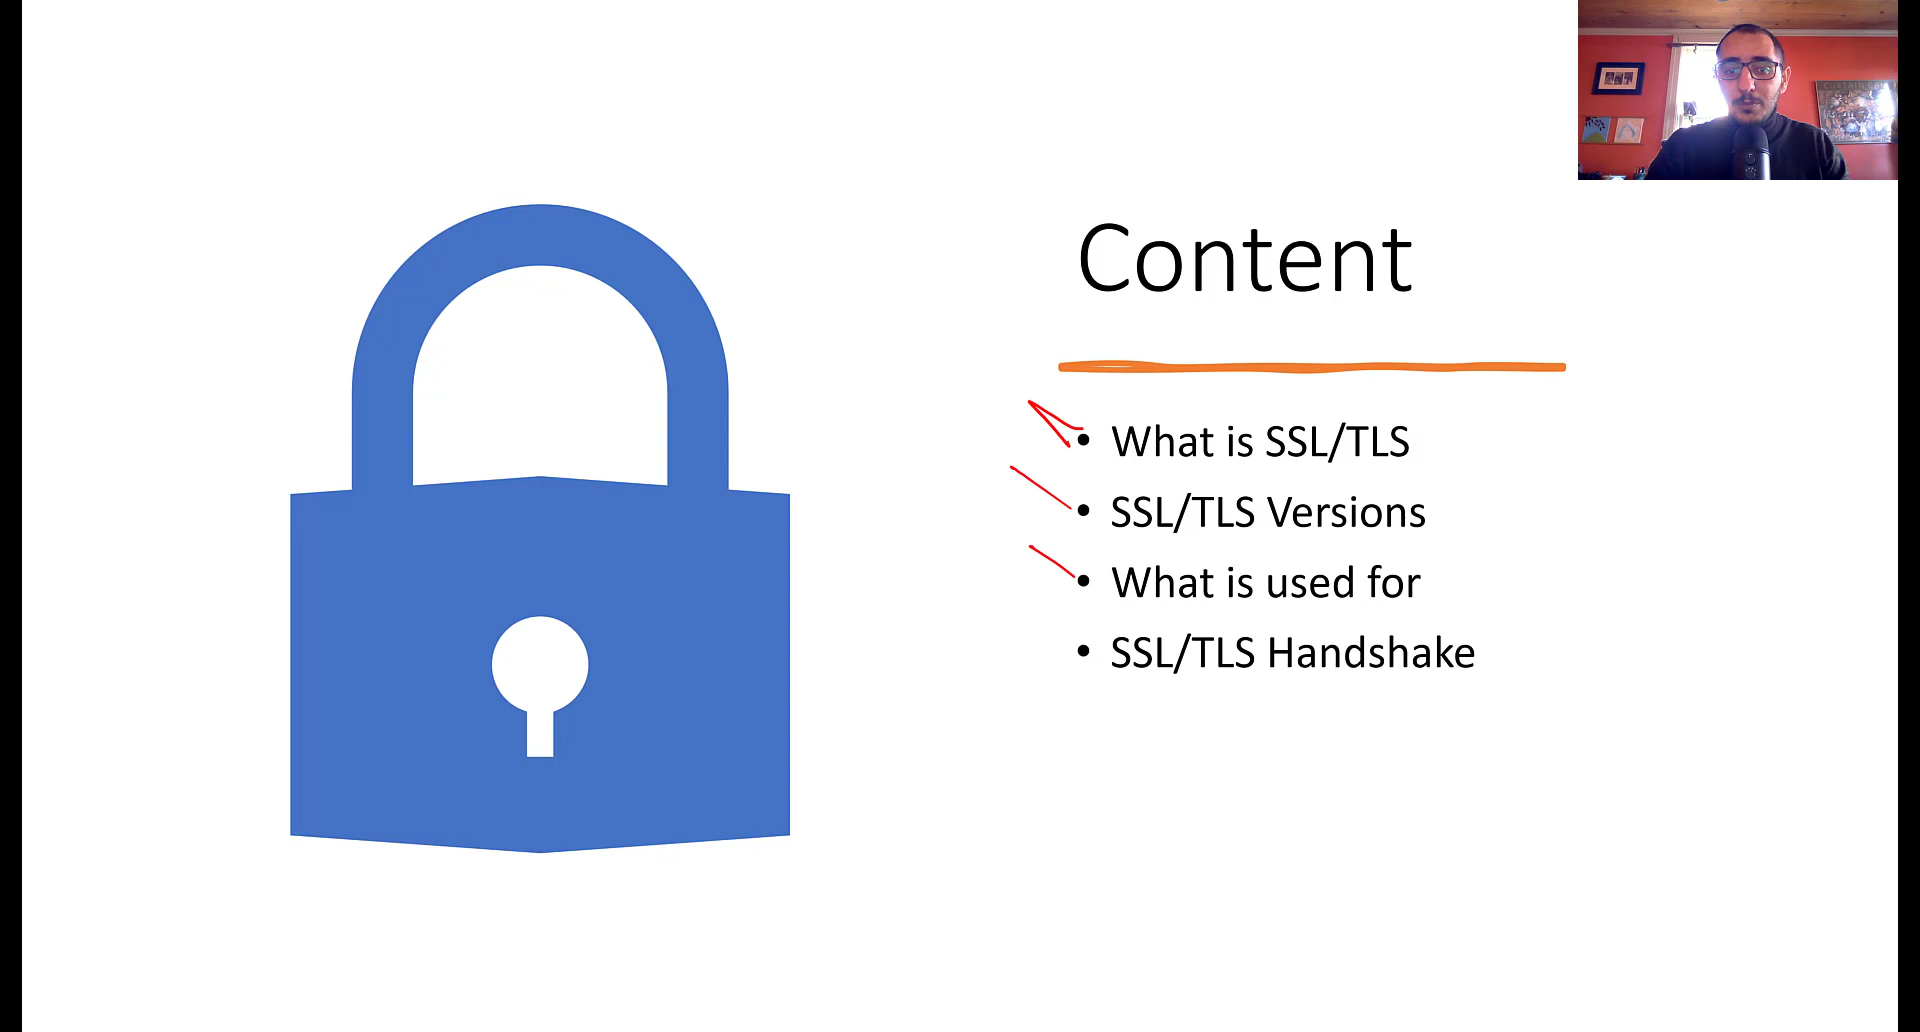 Content
• What is SSL/TLS
• SSL/TLS Versions
• What is used for
• SSL/TLS Handshake